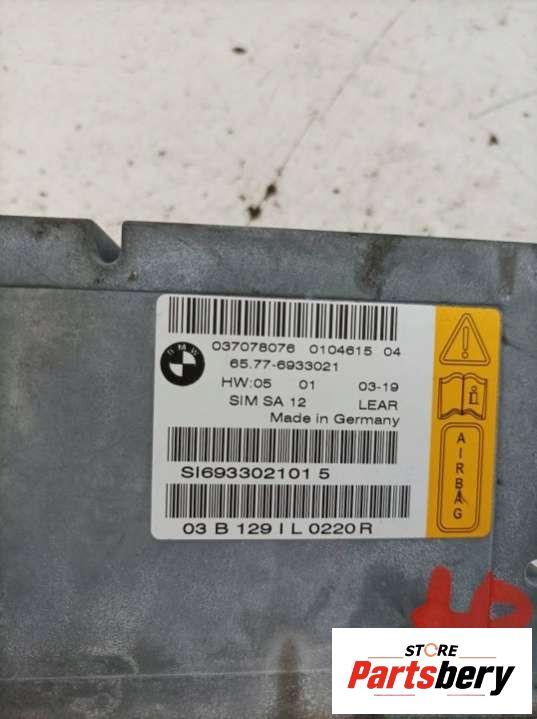 BMW
037078076 0104615 04
65.77-6933021
HW:05 01 03-19
SIM SA 12 LEAR
Made in Germany
SI693302101 5
03 B 129 I L 0220 R
i
AIRBAG
STORE
Partsbery